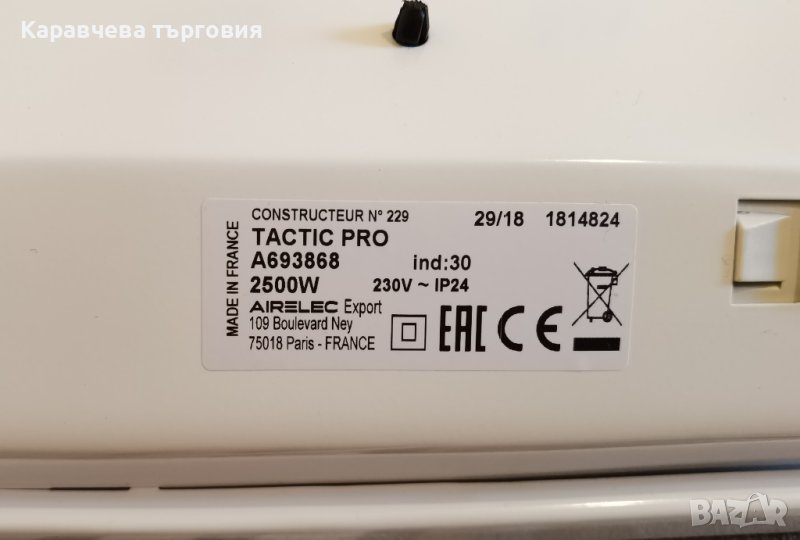 Каравчева търговия
MADE IN FRANCE
CONSTRUCTEUR N° 229 29/18 1814824
TACTIC PRO
A693868 ind:30
2500W 230V ~ IP24
AIRELEC Export
109 Boulevard Ney
75018 Paris - FRANCE
EAC CE
BAZAR